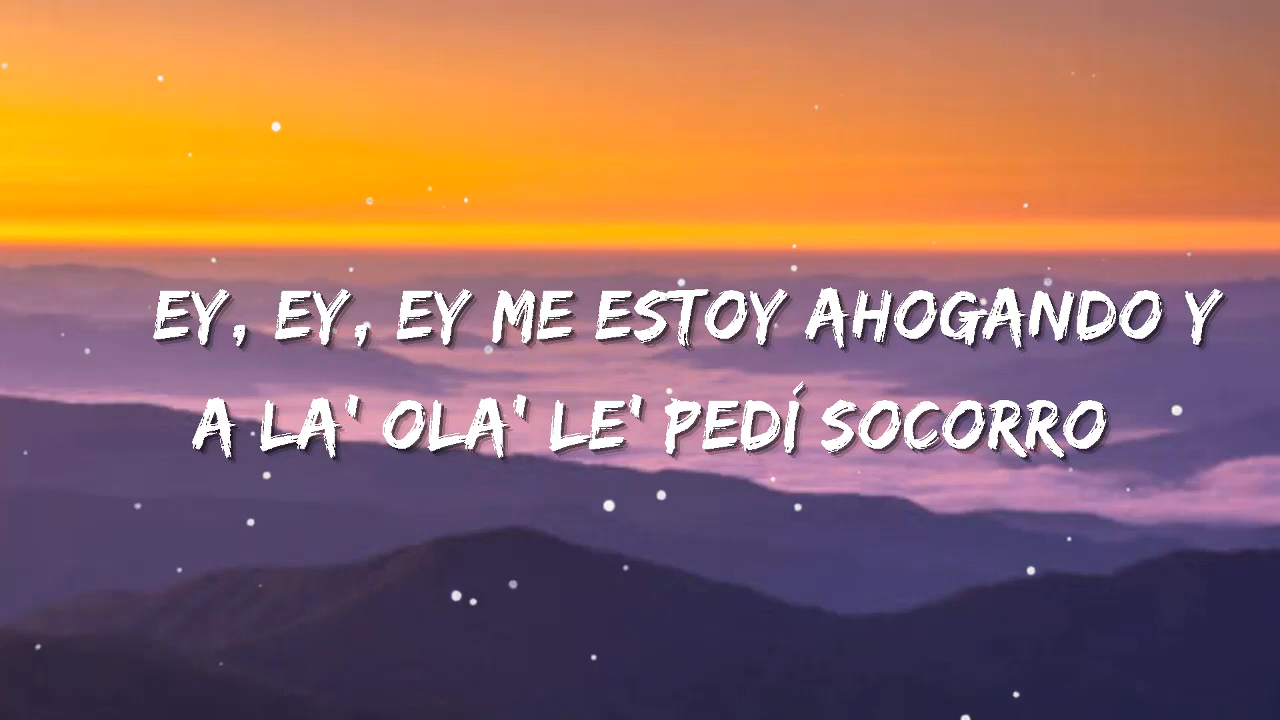 EY, EY, EY ME ESTOY AHOGANDO Y
A LA' OLA' LE' PEDÍ SOCORRO